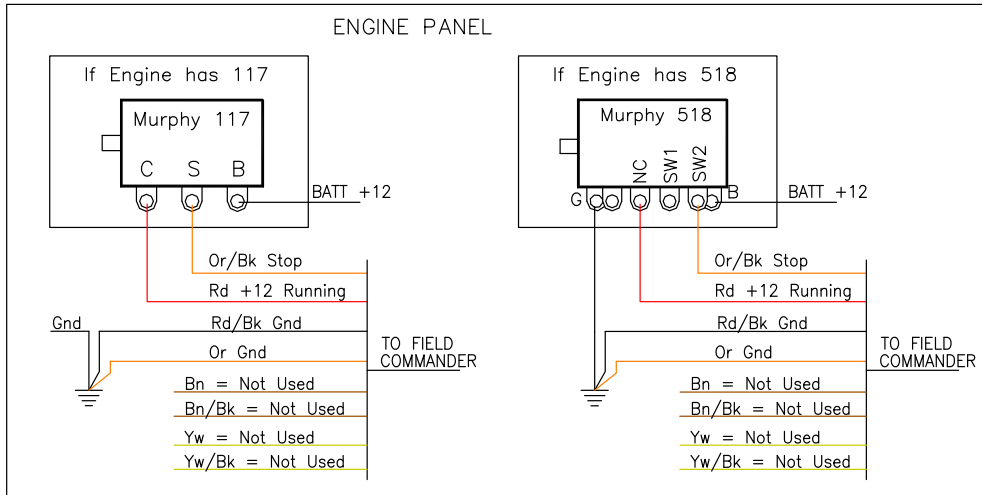 ENGINE PANEL
If Engine has 117
Murphy 117
C S B
BATT +12
Or/Bk Stop
Rd +12 Running
Gnd
Rd/Bk Gnd
Or Gnd
TO FIELD
COMMANDER
Bn = Not Used
Bn/Bk = Not Used
Yw = Not Used
Yw/Bk = Not Used
If Engine has 518
Murphy 518
NC SW1 SW2
G B
BATT +12
Or/Bk Stop
Rd +12 Running
Rd/Bk Gnd
Or Gnd
TO FIELD
COMMANDER
Bn = Not Used
Bn/Bk = Not Used
Yw = Not Used
Yw/Bk = Not Used